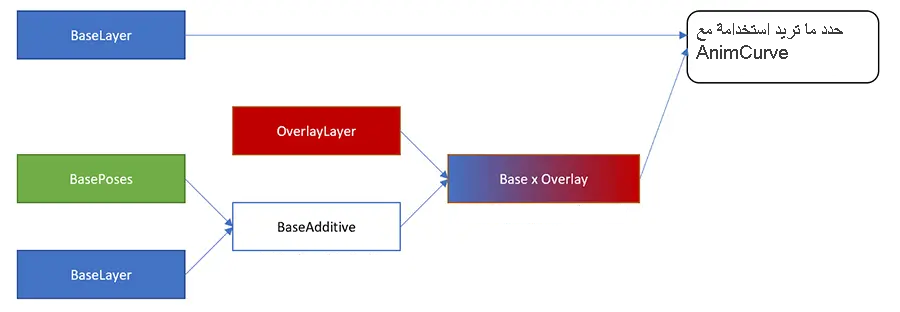 BaseLayer
حدد ما تريد استخدامة مع
AnimCurve
OverlayLayer
BasePoses
Base x Overlay
BaseAdditive
BaseLayer